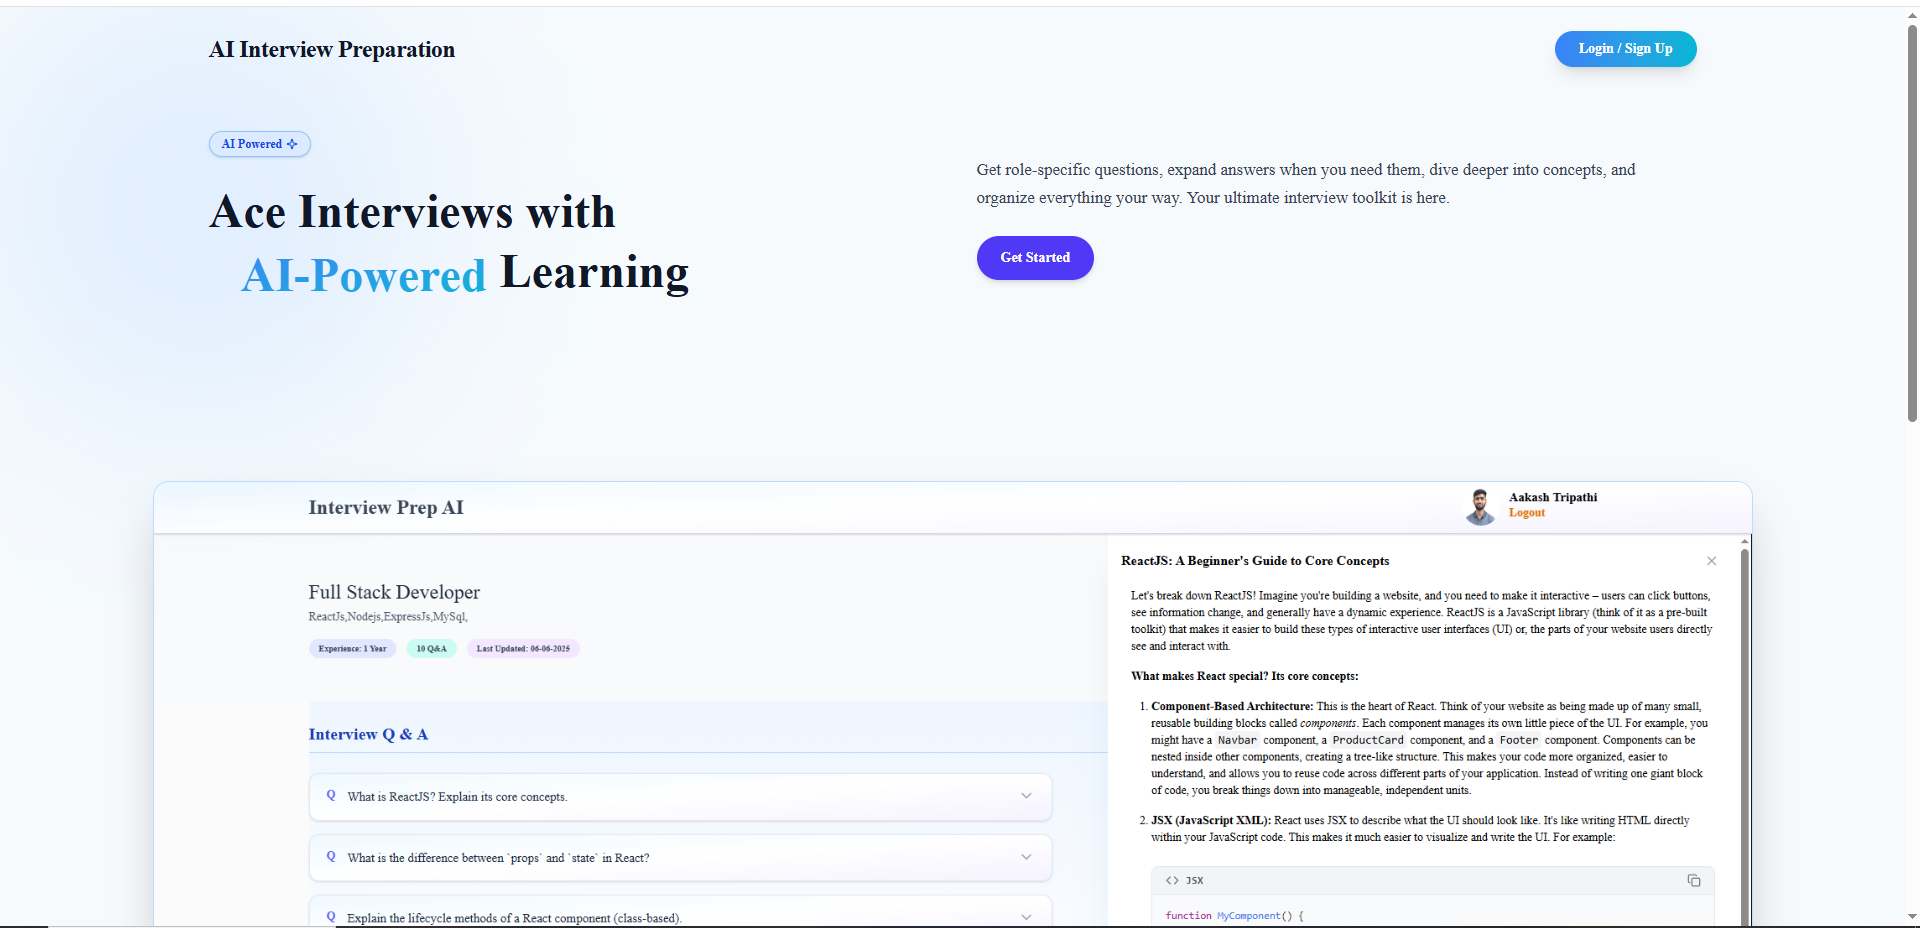 AI Interview Preparation
Login / Sign Up
AI Powered
Ace Interviews with
AI-Powered Learning
Get role-specific questions, expand answers when you need them, dive deeper into concepts, and
organize everything your way. Your ultimate interview toolkit is here.
Get Started
Interview Prep AI
Aakash Tripathi
Logout
Full Stack Developer
ReactJs,Nodejs,ExpressJs,MySql,
Experience: 1 Year
10 Q&A
Last Updated: 06-06-2025
Interview Q & A
Q What is ReactJS? Explain its core concepts.
Q What is the difference between `props` and `state` in React?
Q Explain the lifecycle methods of a React component (class-based).
ReactJS: A Beginner's Guide to Core Concepts
Let's break down ReactJS! Imagine you're building a website, and you need to make it interactive – users can click buttons,
see information change, and generally have a dynamic experience. ReactJS is a JavaScript library (think of it as a pre-built
toolkit) that makes it easier to build these types of interactive user interfaces (UI) or, the parts of your website users directly
see and interact with.
What makes React special? Its core concepts:
1. Component-Based Architecture: This is the heart of React. Think of your website as being made up of many small,
reusable building blocks called components. Each component manages its own little piece of the UI. For example, you
might have a Navbar component, a ProductCard component, and a Footer component. Components can be
nested inside other components, creating a tree-like structure. This makes your code more organized, easier to
understand, and allows you to reuse code across different parts of your application. Instead of writing one giant block
of code, you break things down into manageable, independent units.
2. JSX (JavaScript XML): React uses JSX to describe what the UI should look like. It's like writing HTML directly
within your JavaScript code. This makes it much easier to visualize and write the UI. For example:
JSX
function MyComponent() {